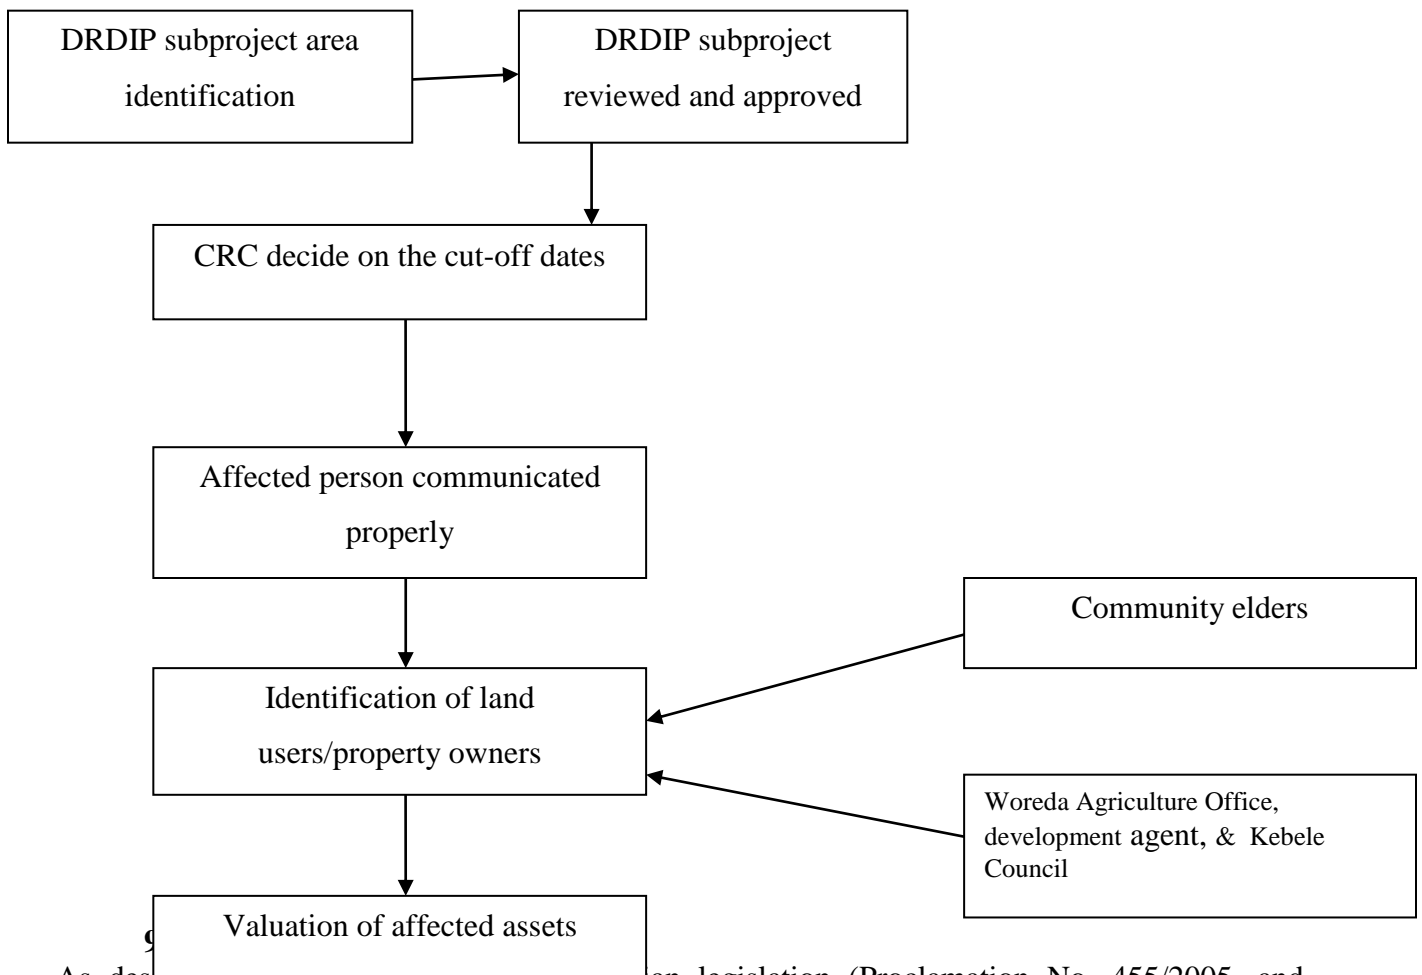 DRDIP subproject area
identification
DRDIP subproject
reviewed and approved
CRC decide on the cut-off dates
Affected person communicated
properly
Community elders
Identification of land
users/property owners
Woreda Agriculture Office,
development agent, & Kebele
Council
Valuation of affected assets
9
As legislation (Proclamation No. 455/2005 and